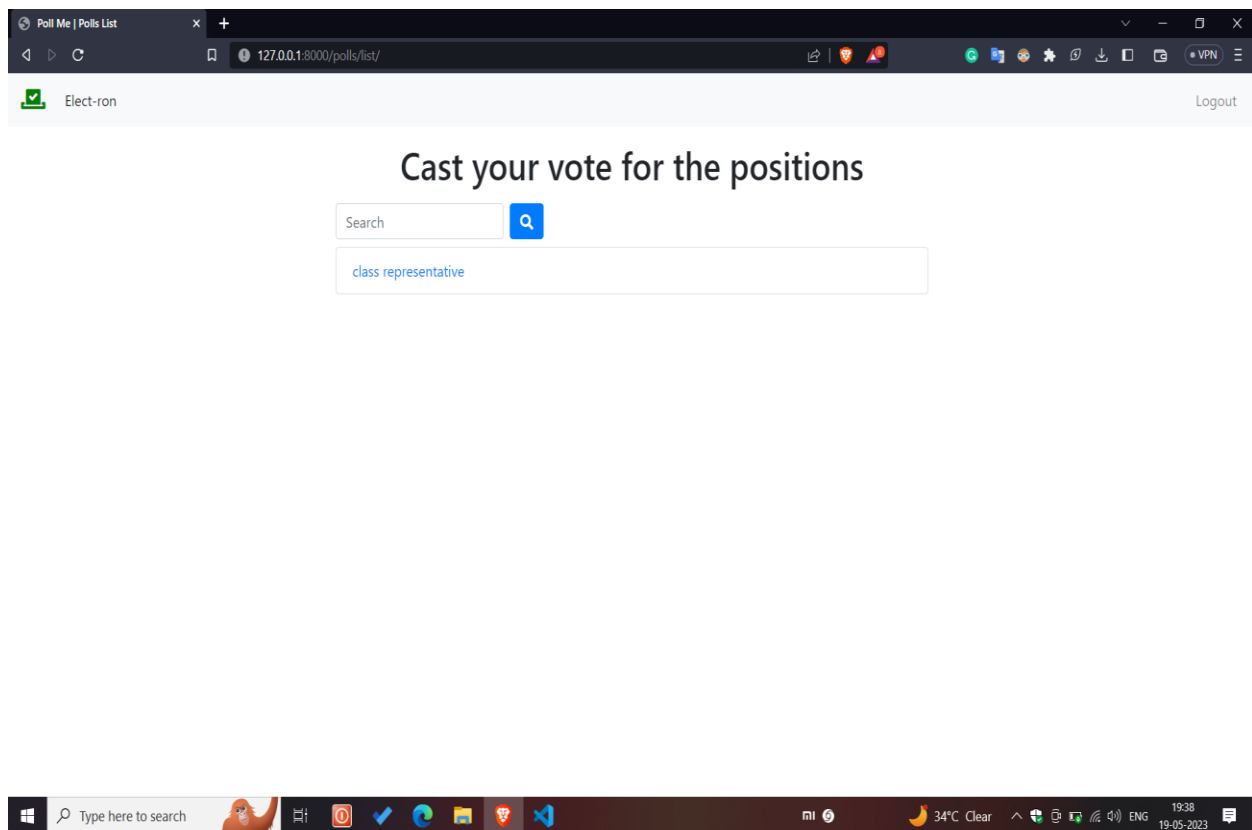 Poll Me | Polls List
127.0.0.1:8000/polls/list/
VPN
Elect-ron
Logout
Cast your vote for the positions
Search
class representative
Type here to search
34°C Clear
ENG
19:38
19-05-2023